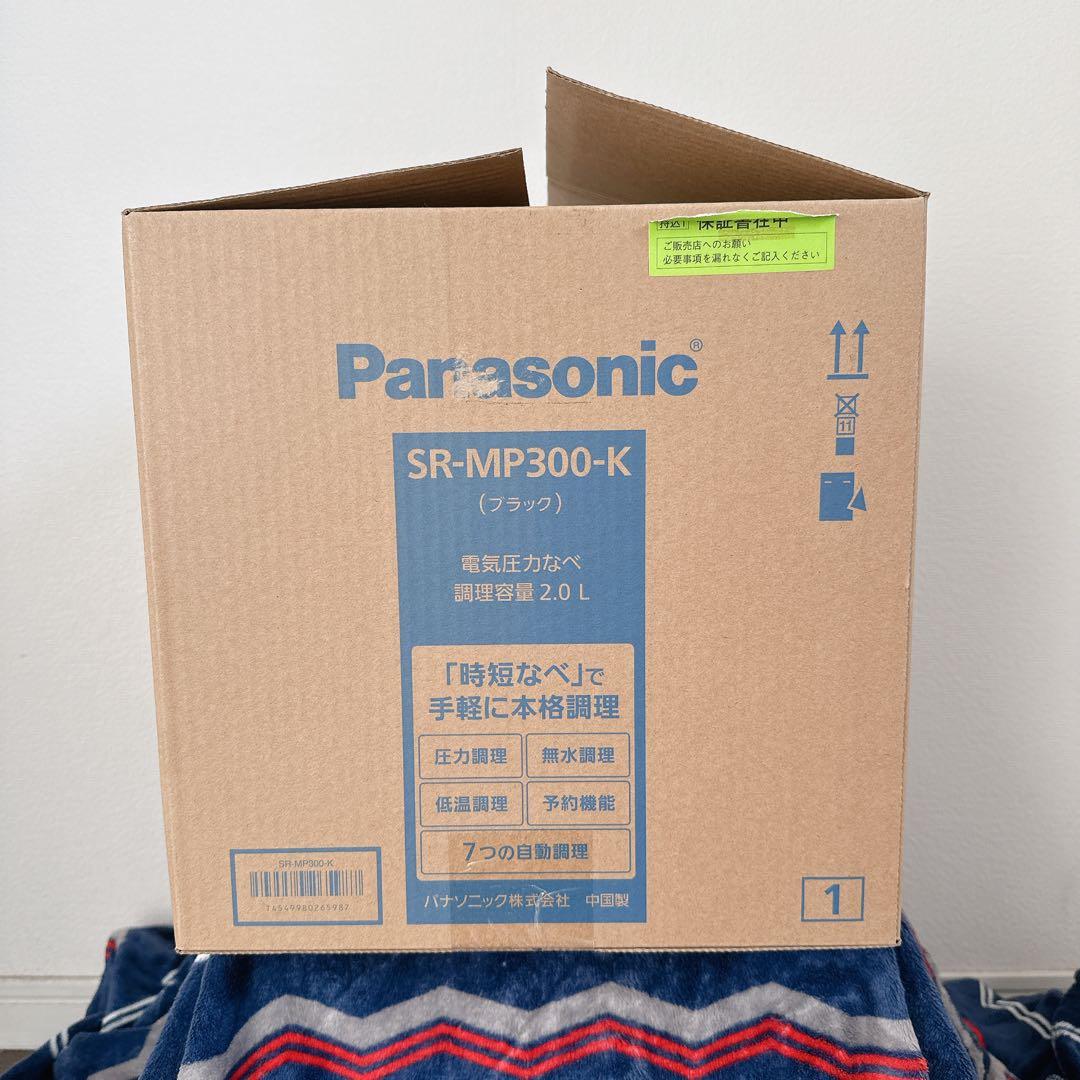 持込! 保証書在中
ご販売店へのお願い
必要事項を漏れなくご記入ください
Panasonic®
11
SR-MP300-K
(ブラック)
電気圧力なべ
調理容量 2.0 L
「時短なべ」で
手軽に本格調理
圧力調理 無水調理
低温調理 予約機能
7つの自動調理
SR-MP300-K
T4549980265987
パナソニック株式会社 中国製
1